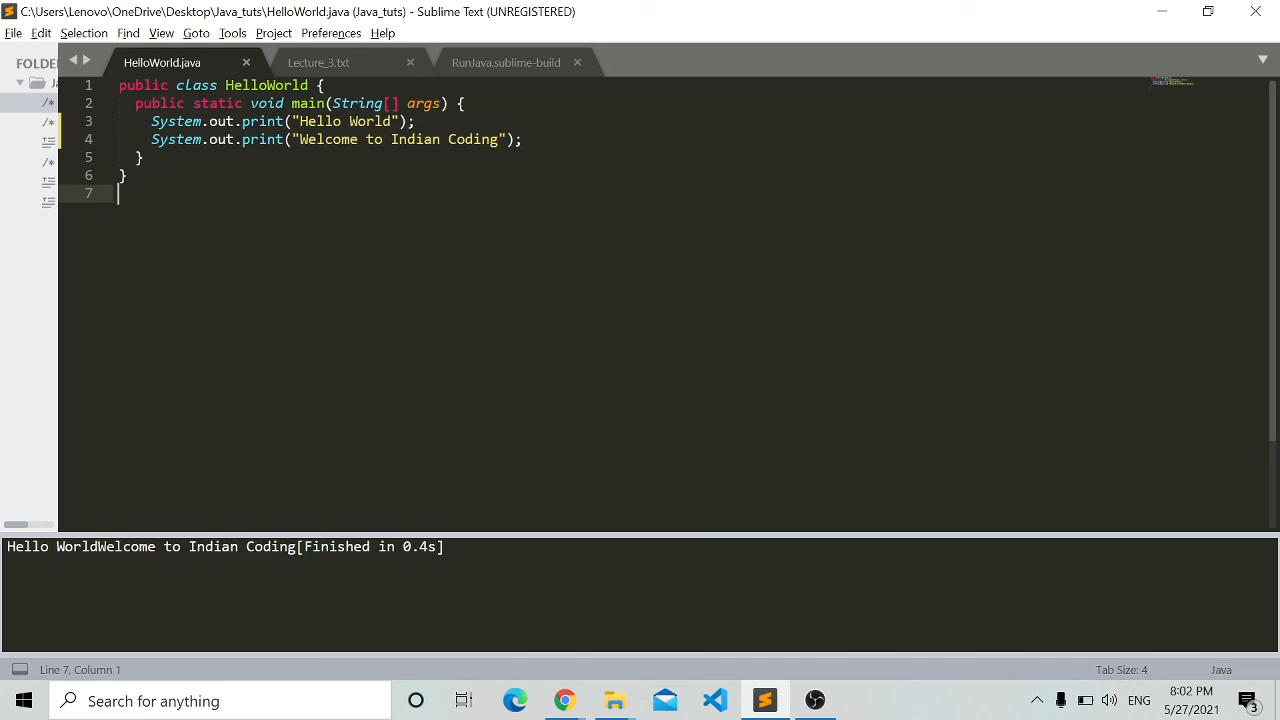 C:\Users\Lenovo\OneDrive\Desktop\Java_tuts\HelloWorld.java (Java_tuts) - Sublime Text (UNREGISTERED)
File Edit Selection Find View Goto Tools Project Preferences Help
FOLDER
HelloWorld.java × Lecture_3.txt × RunJava.sublime-build ×
/*
/*
/*
1 public class HelloWorld {
2 public static void main(String[] args) {
3 System.out.print("Hello World");
4 System.out.print("Welcome to Indian Coding");
5 }
6 }
7
Hello WorldWelcome to Indian Coding[Finished in 0.4s]
Line 7, Column 1 Tab Size: 4 Java
Search for anything
ENG
8:02 PM
5/27/2021
3